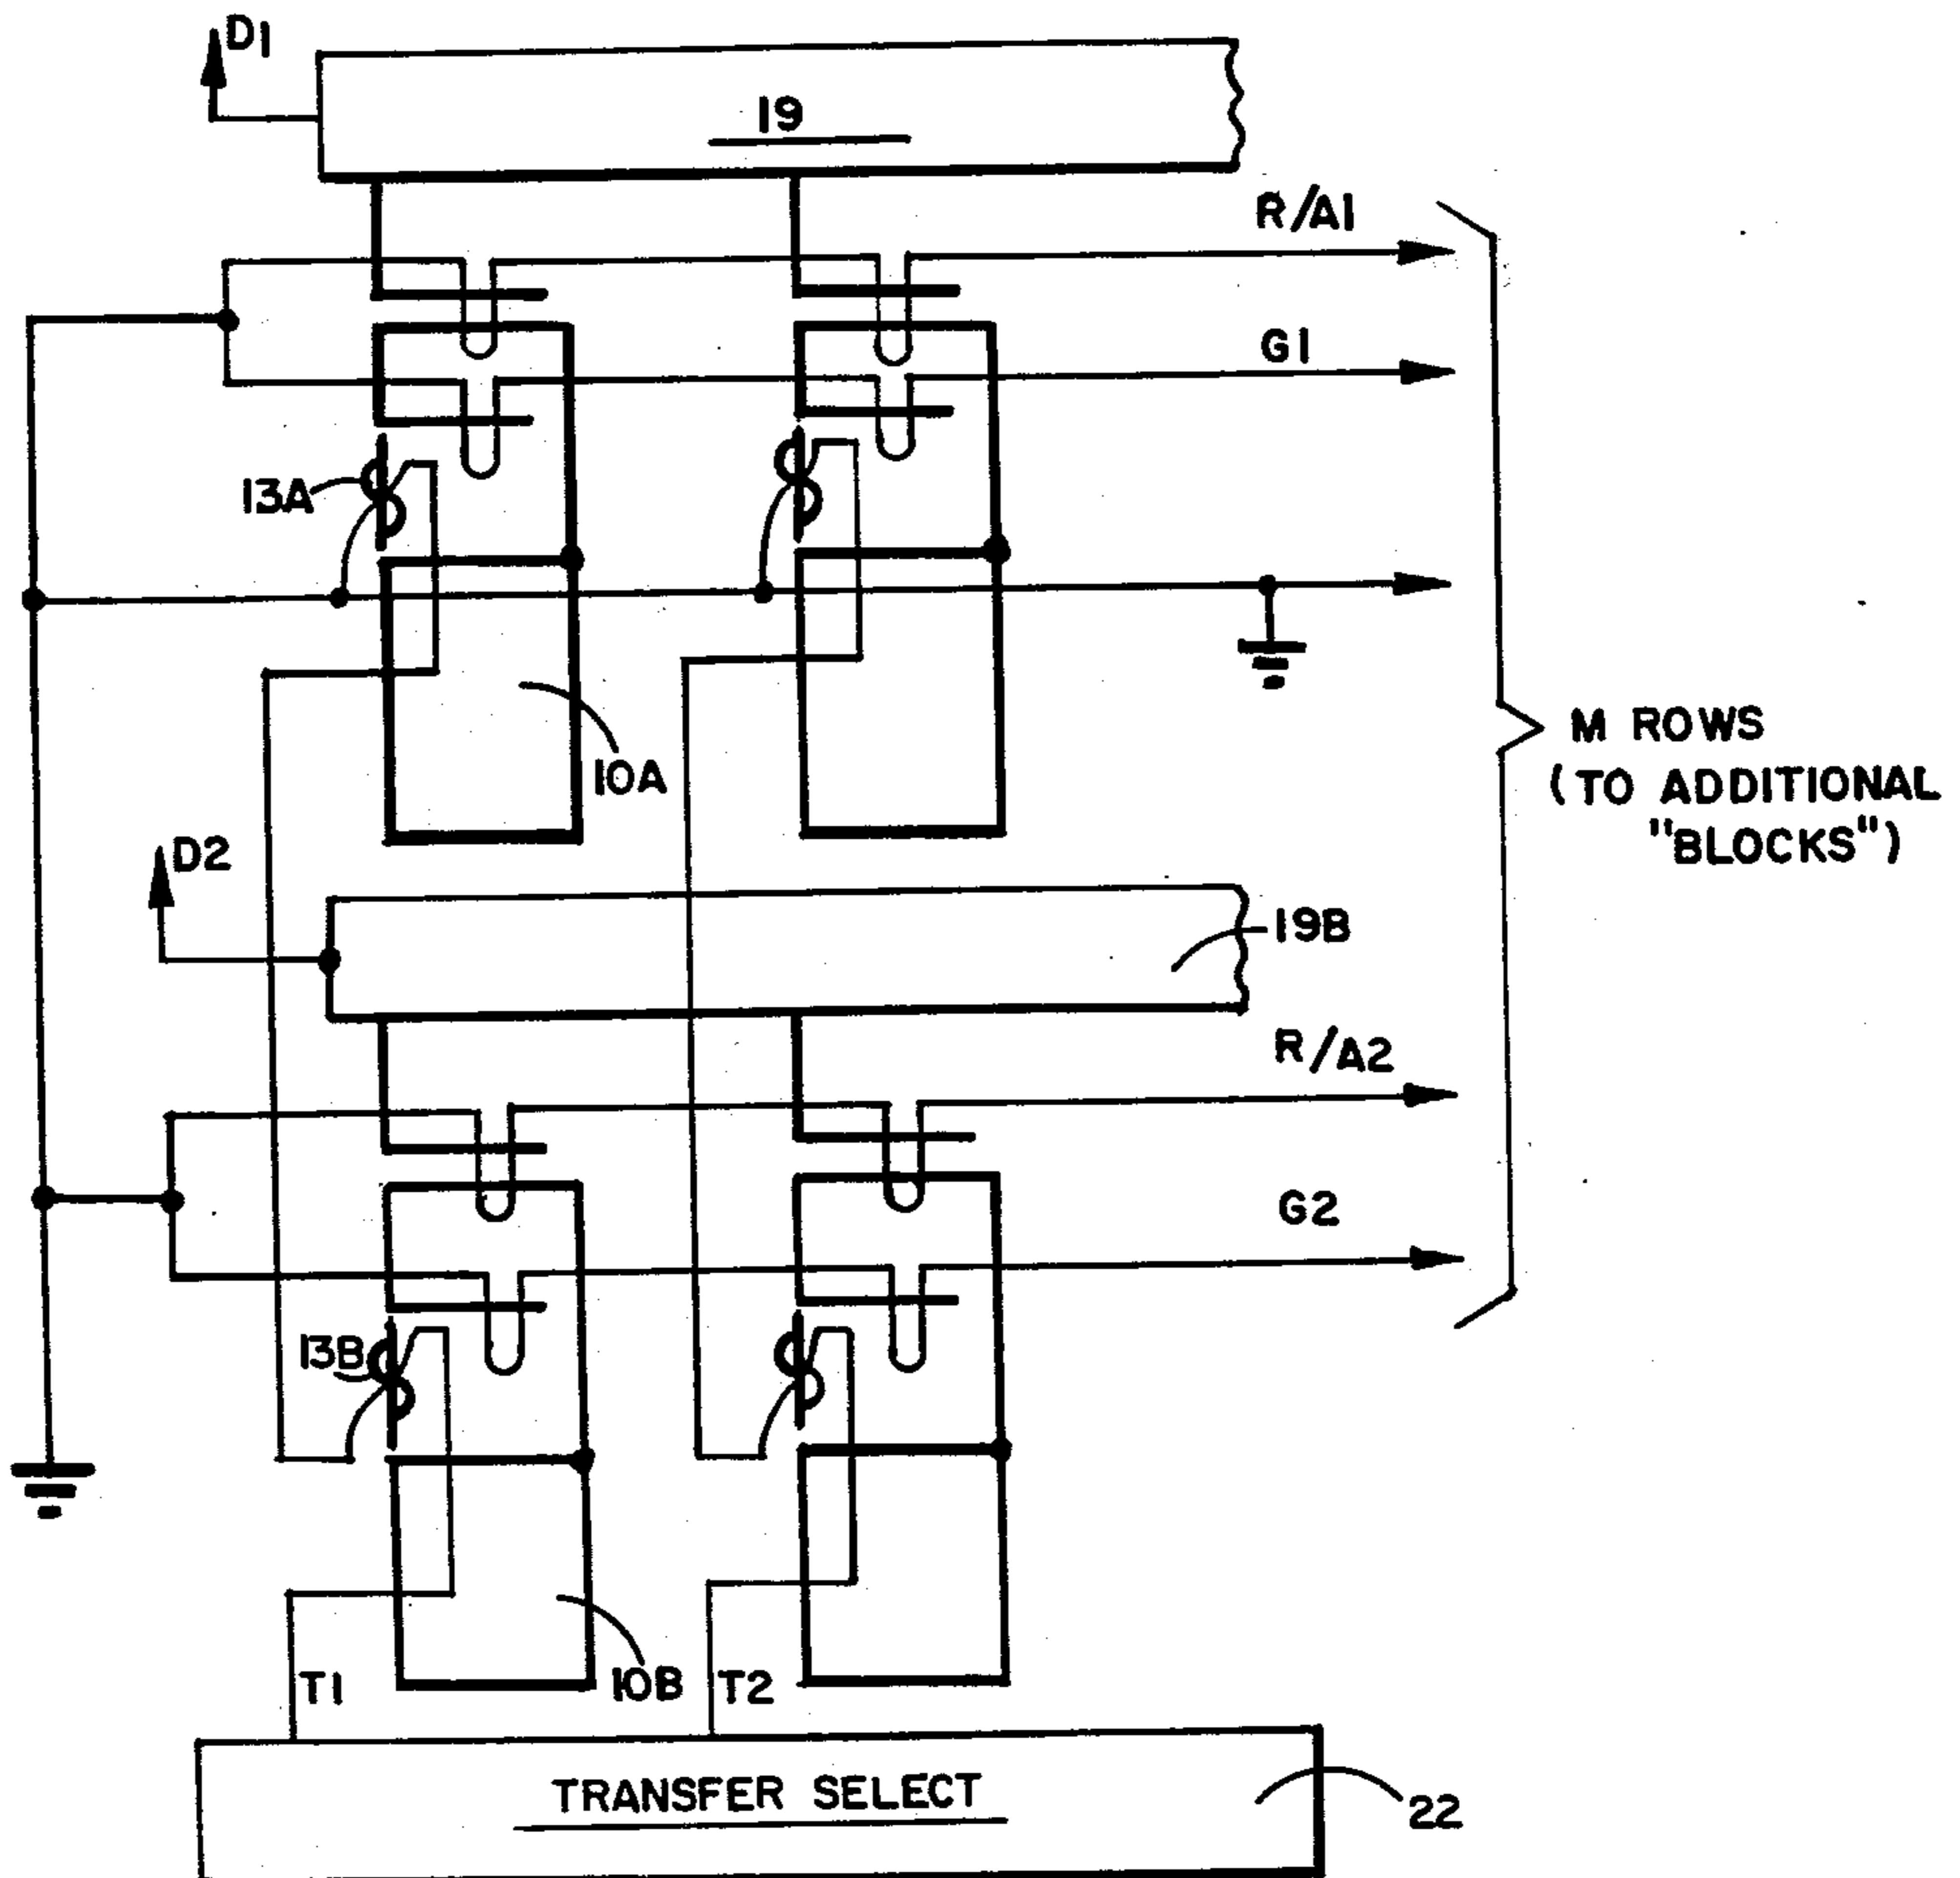 D1
19
R/A1
G1
13A
10A
M ROWS
(TO ADDITIONAL
"BLOCKS")
D2
19B
R/A2
G2
13B
T1
10B
T2
TRANSFER SELECT
22